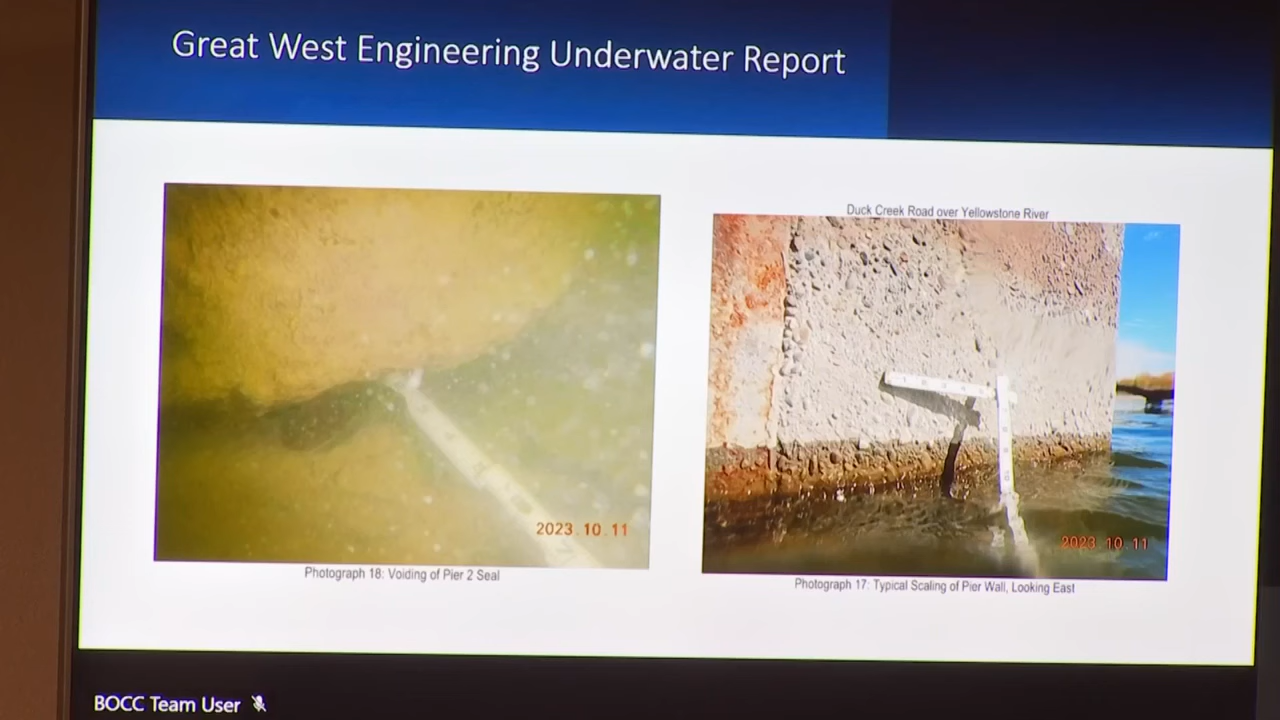 Great West Engineering Underwater Report
Duck Creek Road over Yellowstone River
2023.10.11
2023.10.11
Photograph 18: Voiding of Pier 2 Seal
Photograph 17: Typical Scaling of Pier Wall, Looking East
BOCC Team User